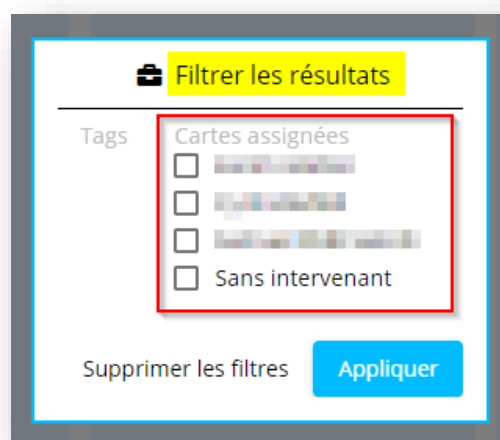 Filtrer les résultats
Tags
Cartes assignées
Sans intervenant
Supprimer les filtres
Appliquer